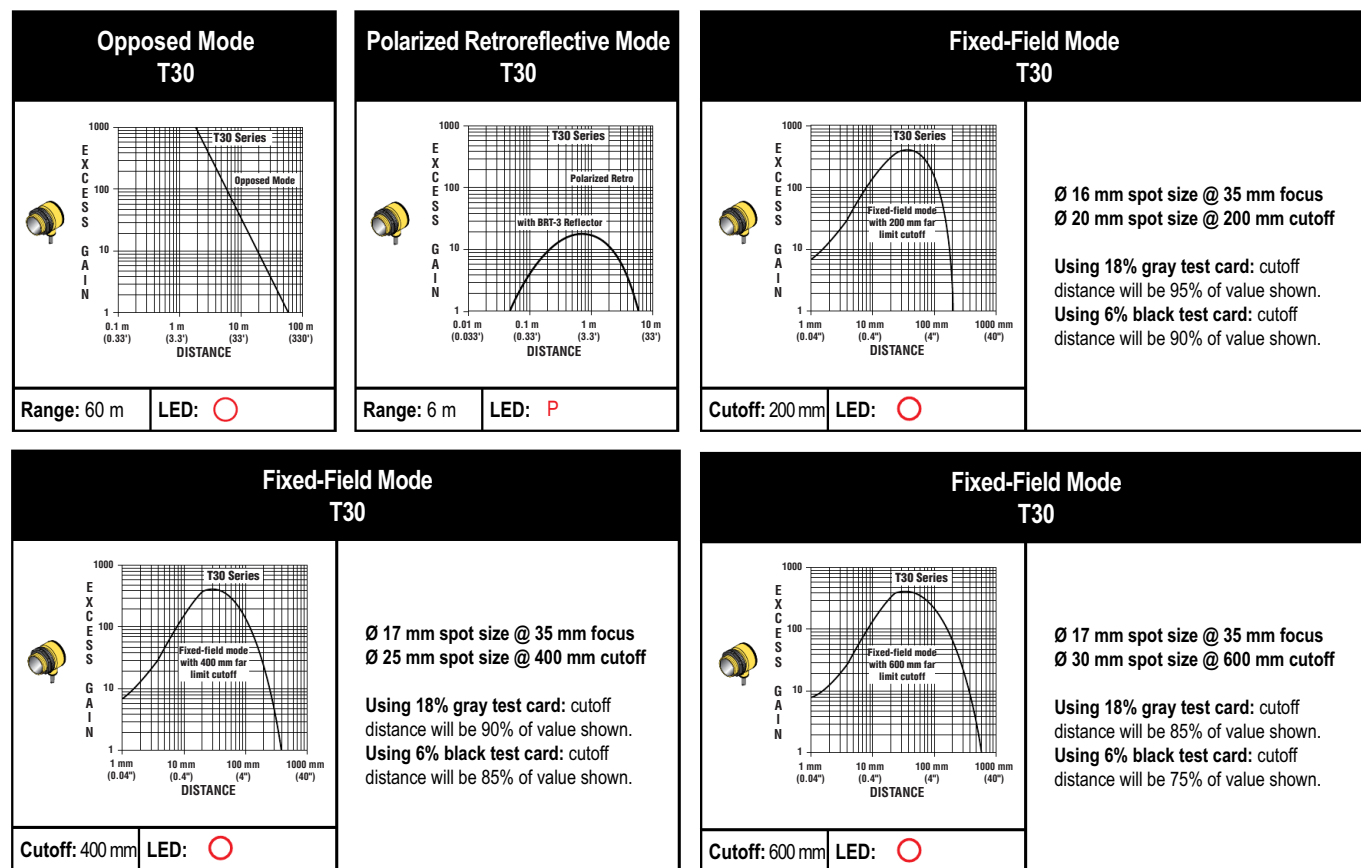 Opposed Mode
T30
1000
100
10
1
EXCESS GAIN
T30 Series
Opposed Mode
0.1 m 1 m 10 m 100 m
(0.33') (3.3') (33') (330')
DISTANCE
Range: 60 m LED:
Polarized Retroreflective Mode
T30
1000
100
10
1
EXCESS GAIN
T30 Series
Polarized Retro
with BRT-3 Reflector
0.01 m 0.1 m 1 m 10 m
(0.033') (0.33') (3.3') (33')
DISTANCE
Range: 6 m LED: P
Fixed-Field Mode
T30
1000
100
10
1
EXCESS GAIN
T30 Series
Fixed-field mode
with 200 mm far
limit cutoff
1 mm 10 mm 100 mm 1000 mm
(0.04") (0.4") (4") (40")
DISTANCE
Ø 16 mm spot size @ 35 mm focus
Ø 20 mm spot size @ 200 mm cutoff
Using 18% gray test card: cutoff
distance will be 95% of value shown.
Using 6% black test card: cutoff
distance will be 90% of value shown.
Cutoff: 200 mm LED:
Fixed-Field Mode
T30
1000
100
10
1
EXCESS GAIN
T30 Series
Fixed-field mode
with 400 mm far
limit cutoff
1 mm 10 mm 100 mm 1000 mm
(0.04") (0.4") (4") (40")
DISTANCE
Ø 17 mm spot size @ 35 mm focus
Ø 25 mm spot size @ 400 mm cutoff
Using 18% gray test card: cutoff
distance will be 90% of value shown.
Using 6% black test card: cutoff
distance will be 85% of value shown.
Cutoff: 400 mm LED:
Fixed-Field Mode
T30
1000
100
10
1
EXCESS GAIN
T30 Series
Fixed-field mode
with 600 mm far
limit cutoff
1 mm 10 mm 100 mm 1000 mm
(0.04") (0.4") (4") (40")
DISTANCE
Ø 17 mm spot size @ 35 mm focus
Ø 30 mm spot size @ 600 mm cutoff
Using 18% gray test card: cutoff
distance will be 85% of value shown.
Using 6% black test card: cutoff
distance will be 75% of value shown.
Cutoff: 600 mm LED: